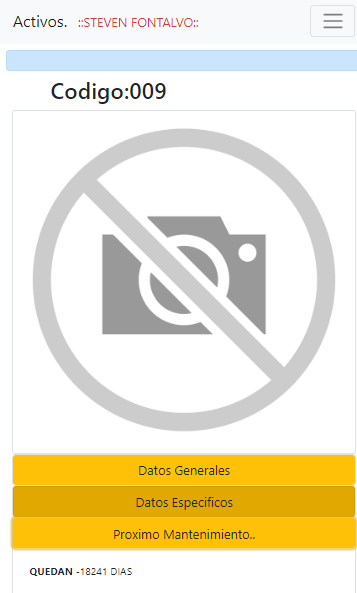 Activos. ::STEVEN FONTALVO::
Codigo:009
Datos Generales
Datos Especificos
Proximo Mantenimiento..
QUEDAN -18241 DIAS